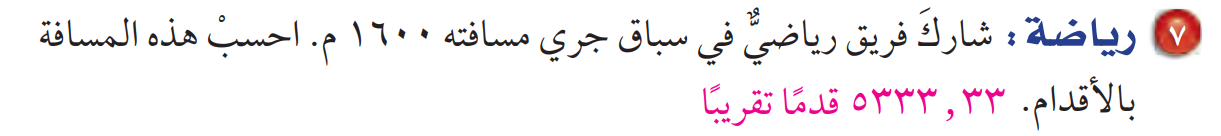 ٧ رياضة : شاركَ فريق رياضيٌّ في سباق جري مسافته ١٦٠٠ م. احسبْ هذه المسافة
بالأقدام. ٥٣٣٣,٣٣ قدمًا تقريبًا